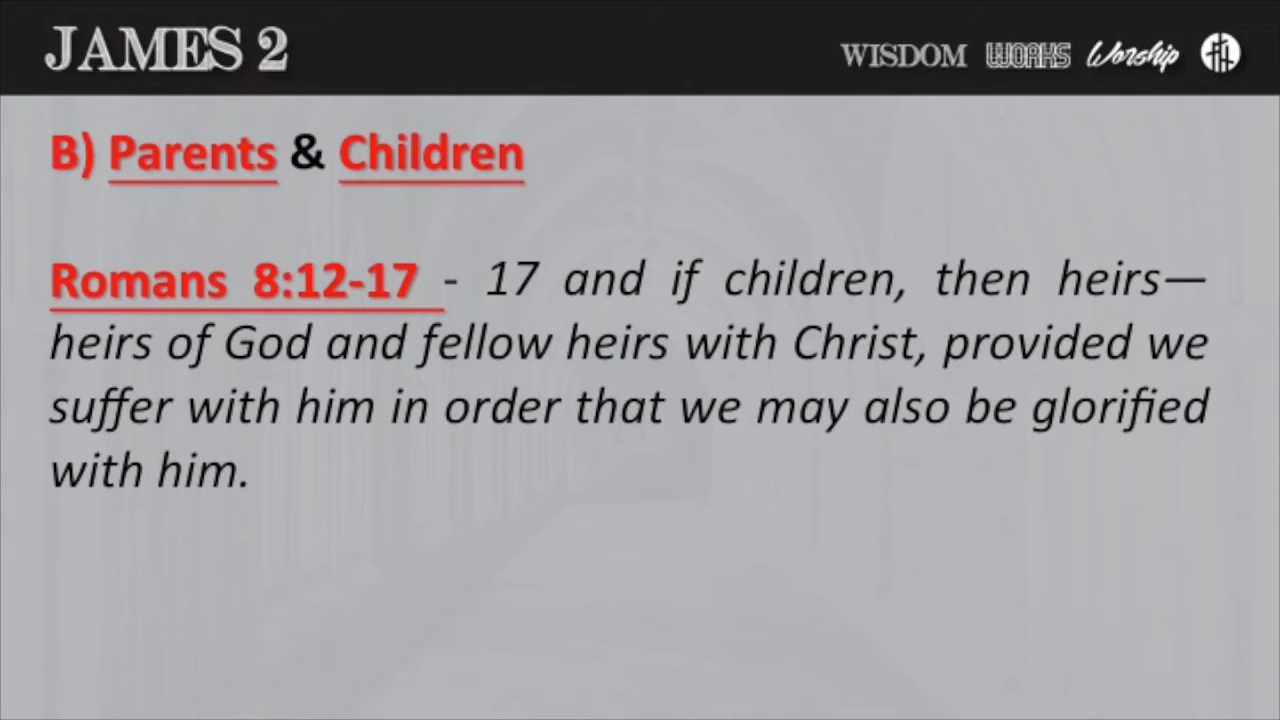 JAMES 2
WISDOM WORKS Worship
B) Parents & Children
Romans 8:12-17 - 17 and if children, then heirs—
heirs of God and fellow heirs with Christ, provided we
suffer with him in order that we may also be glorified
with him.